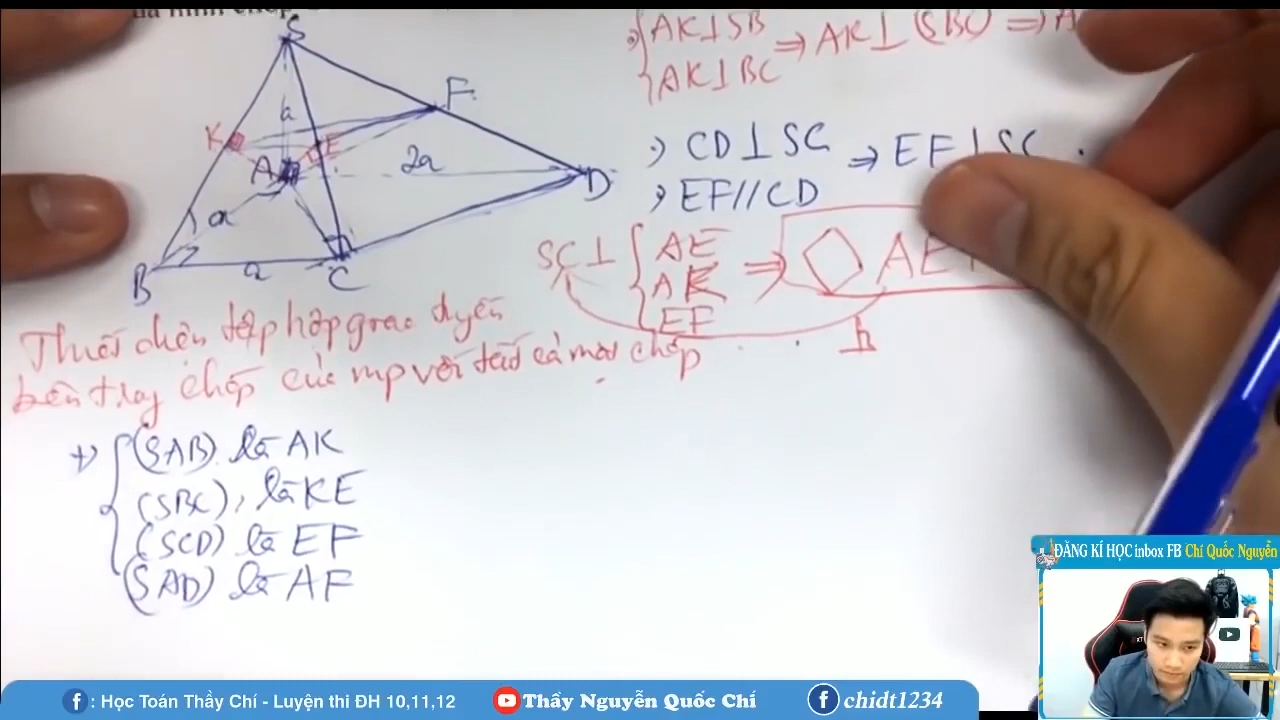 S
F
K
E
a
A
2a
D
a
B
a
C
AK⊥SB
AK⊥BC
⇒ AK⊥(SBC) ⇒ A
CD⊥SC
EF//CD
⇒ EF⊥SC
SC⊥
AE
AK
EF
⇒ AE
Thiết diện tập hợp giao tuyến
bên trong chóp của mp với tất cả mặt chóp
+) (SAB) là AK
(SBC), là KE
(SCD) là EF
(SAD) là AF
ĐĂNG KÍ HỌC inbox FB Chí Quốc Nguyễn
: Học Toán Thầy Chí - Luyện thi ĐH 10,11,12
Thầy Nguyễn Quốc Chí
chidt1234